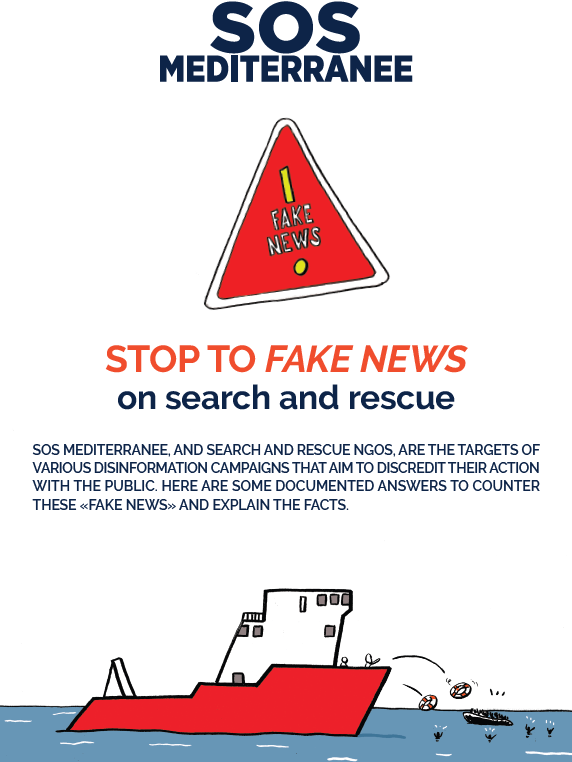 SOS
MEDITERRANEE
FAKE
NEWS
STOP TO FAKE NEWS
on search and rescue
SOS MEDITERRANEE, AND SEARCH AND RESCUE NGOS, ARE THE TARGETS OF
VARIOUS DISINFORMATION CAMPAIGNS THAT AIM TO DISCREDIT THEIR ACTION
WITH THE PUBLIC. HERE ARE SOME DOCUMENTED ANSWERS TO COUNTER
THESE «FAKE NEWS» AND EXPLAIN THE FACTS.